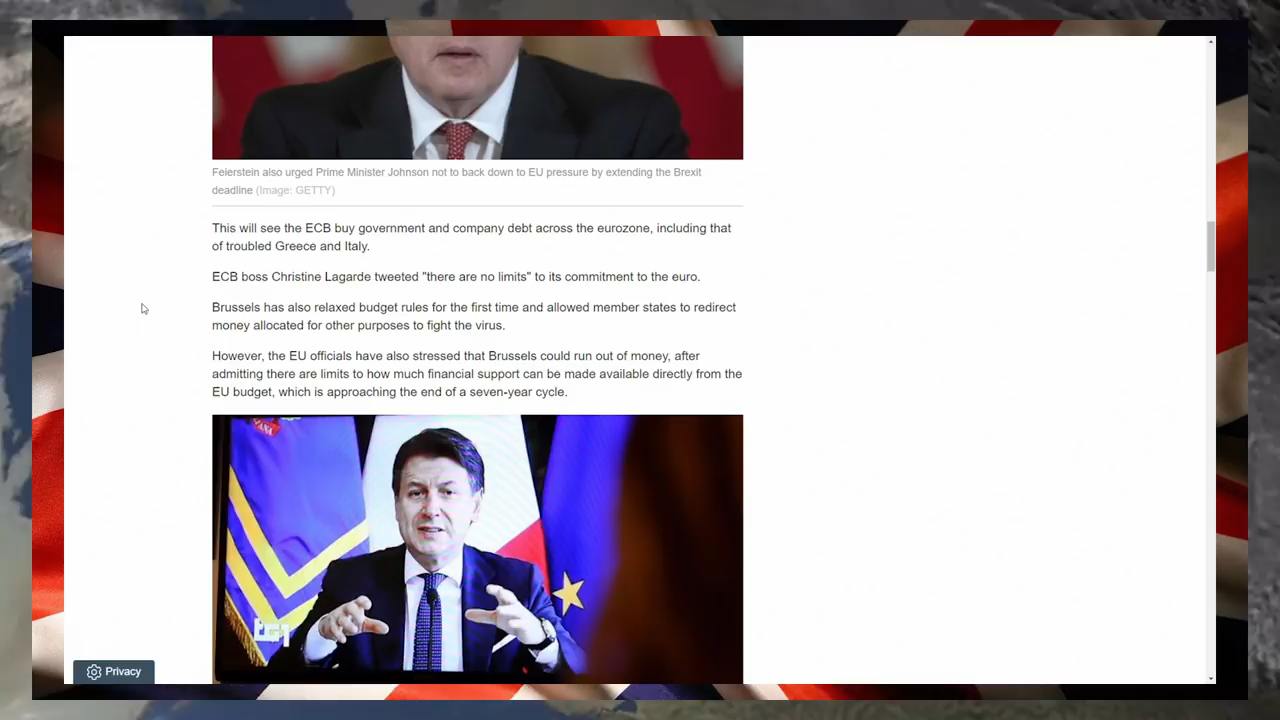 Feierstein also urged Prime Minister Johnson not to back down to EU pressure by extending the Brexit
deadline (Image: GETTY)
This will see the ECB buy government and company debt across the eurozone, including that
of troubled Greece and Italy.
ECB boss Christine Lagarde tweeted "there are no limits" to its commitment to the euro.
Brussels has also relaxed budget rules for the first time and allowed member states to redirect
money allocated for other purposes to fight the virus.
However, the EU officials have also stressed that Brussels could run out of money, after
admitting there are limits to how much financial support can be made available directly from the
EU budget, which is approaching the end of a seven-year cycle.
Privacy